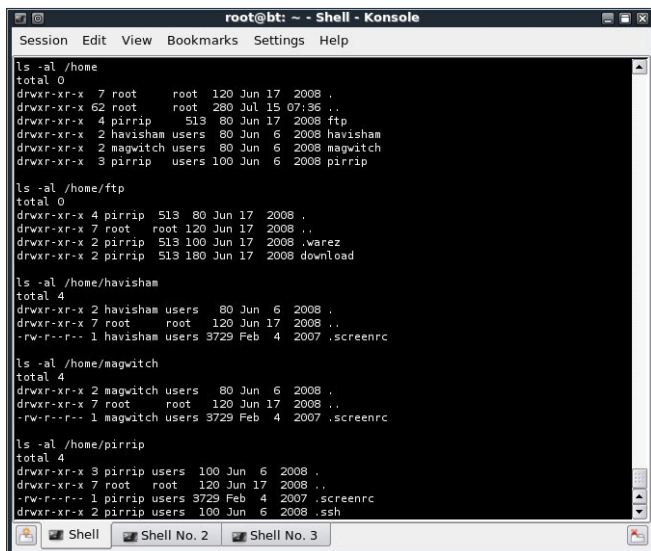 root@bt: ~ - Shell - Konsole
Session Edit View Bookmarks Settings Help
ls -al /home
total 0
drwxr-xr-x  7 root     root  120 Jun 17  2008 .
drwxr-xr-x 62 root     root  280 Jul 15 07:36 ..
drwxr-xr-x  4 pirrip     513  80 Jun 17  2008 ftp
drwxr-xr-x  2 havisham users  80 Jun  6  2008 havisham
drwxr-xr-x  2 magwitch users  80 Jun  6  2008 magwitch
drwxr-xr-x  3 pirrip   users 100 Jun  6  2008 pirrip
ls -al /home/ftp
total 0
drwxr-xr-x 4 pirrip  513  80 Jun 17  2008 .
drwxr-xr-x 7 root   root 120 Jun 17  2008 ..
drwxr-xr-x 2 pirrip  513 100 Jun 17  2008 .warez
drwxr-xr-x 2 pirrip  513 180 Jun 17  2008 download
ls -al /home/havisham
total 4
drwxr-xr-x 2 havisham users   80 Jun  6  2008 .
drwxr-xr-x 7 root     root   120 Jun 17  2008 ..
-rw-r--r-- 1 havisham users 3729 Feb  4  2007 .screenrc
ls -al /home/magwitch
total 4
drwxr-xr-x 2 magwitch users   80 Jun  6  2008 .
drwxr-xr-x 7 root     root   120 Jun 17  2008 ..
-rw-r--r-- 1 magwitch users 3729 Feb  4  2007 .screenrc
ls -al /home/pirrip
total 4
drwxr-xr-x 3 pirrip users  100 Jun  6  2008 .
drwxr-xr-x 7 root   root   120 Jun 17  2008 ..
-rw-r--r-- 1 pirrip users 3729 Feb  4  2007 .screenrc
drwxr-xr-x 2 pirrip users  100 Jun  6  2008 .ssh
Shell Shell No. 2 Shell No. 3